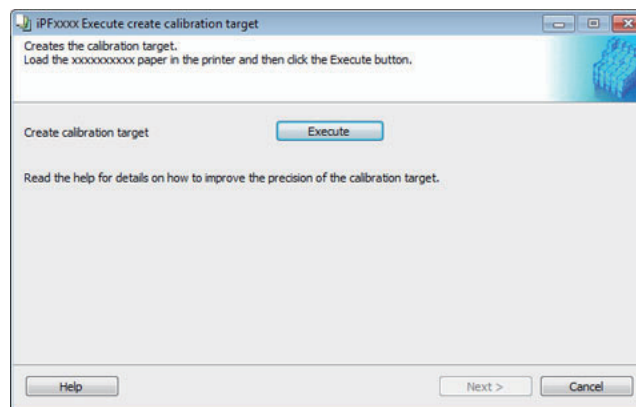 iPFxxxx Execute create calibration target
Creates the calibration target.
Load the xxxxxxxxxx paper in the printer and then click the Execute button.
Create calibration target
Execute
Read the help for details on how to improve the precision of the calibration target.
Help
Next >
Cancel